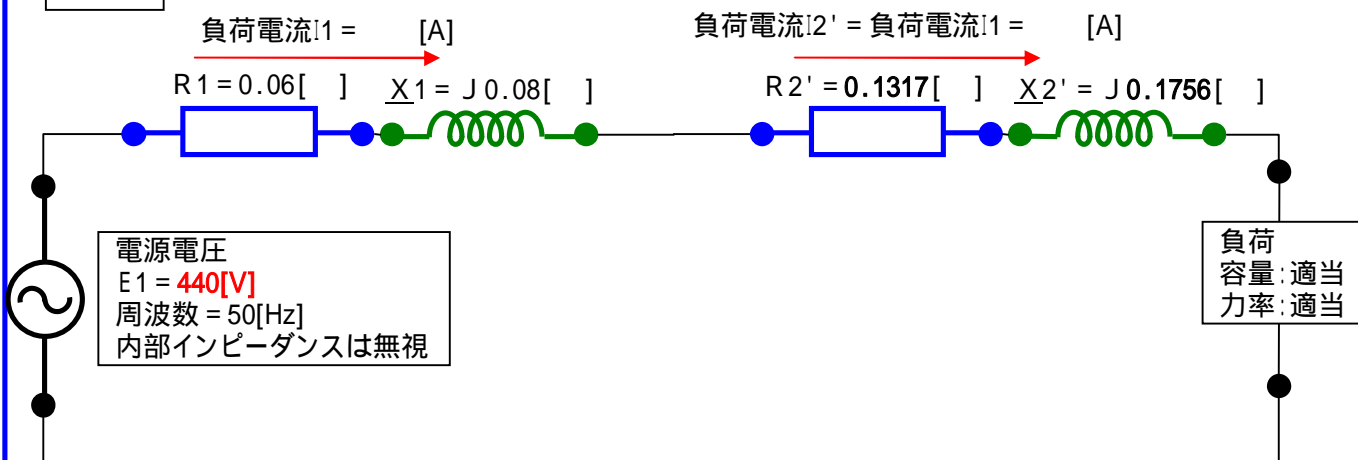 負荷電流I1 = [A]
負荷電流I2' = 負荷電流I1 = [A]
R1 = 0.06[ ]
X1 = J0.08[ ]
R2' = 0.1317[ ]
X2' = J0.1756[ ]
電源電圧
E1 = 440[V]
周波数 = 50[Hz]
内部インピーダンスは無視
負荷
容量:適当
力率:適当